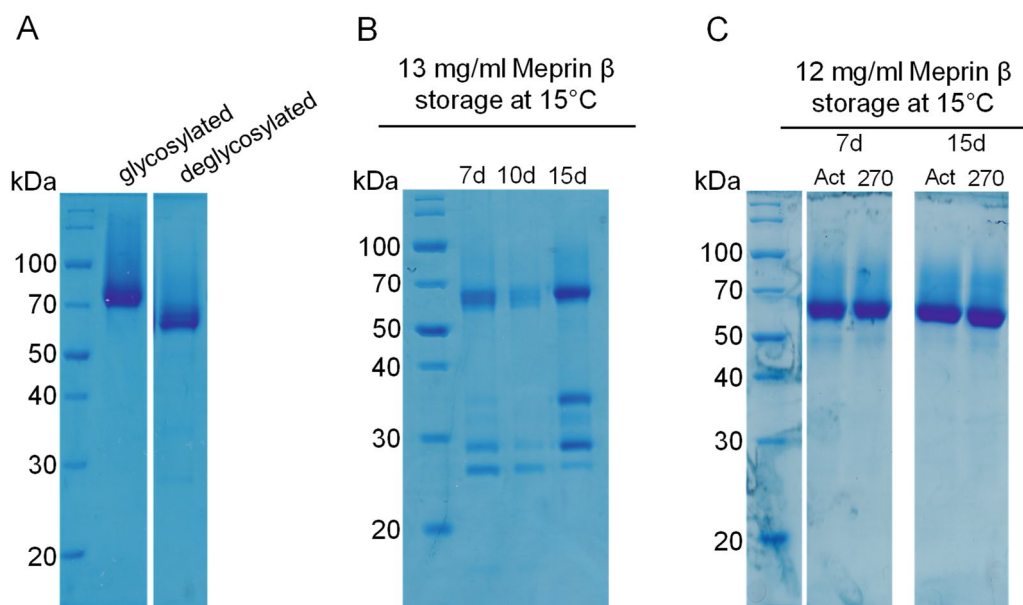 A
glycosylated
deglycosylated
kDa
100
70
50
40
30
20
B
13 mg/ml Meprin β
storage at 15°C
kDa
7d 10d 15d
100
70
50
40
30
20
C
12 mg/ml Meprin β
storage at 15°C
7d 15d
kDa
Act 270 Act 270
100
70
50
40
30
20